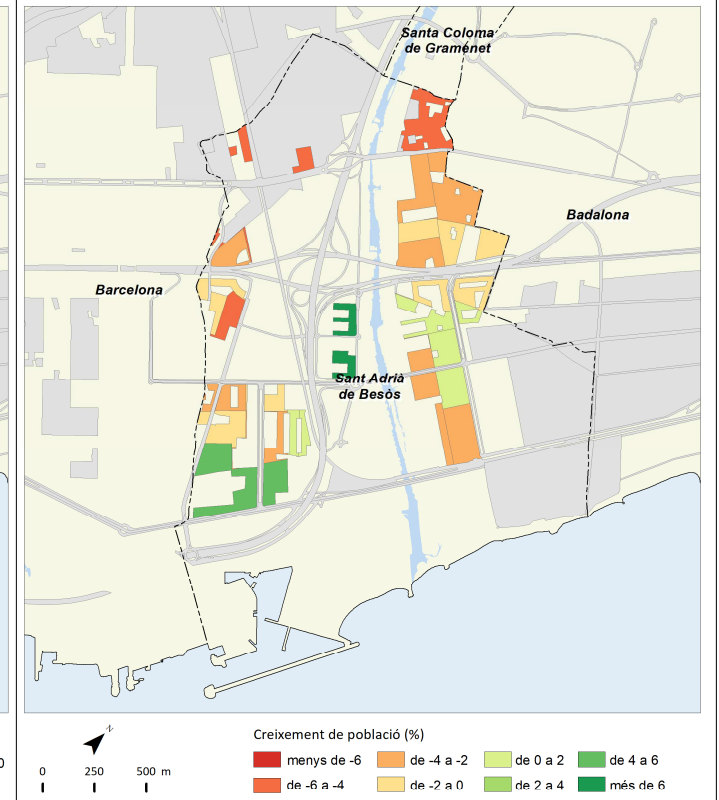 Santa Coloma
de Gramenet
Badalona
Barcelona
Sant Adrià
de Besòs
N
0 250 500 m
0
Creixement de població (%)
menys de -6
de -4 a -2
de 0 a 2
de 4 a 6
de -6 a -4
de -2 a 0
de 2 a 4
més de 6